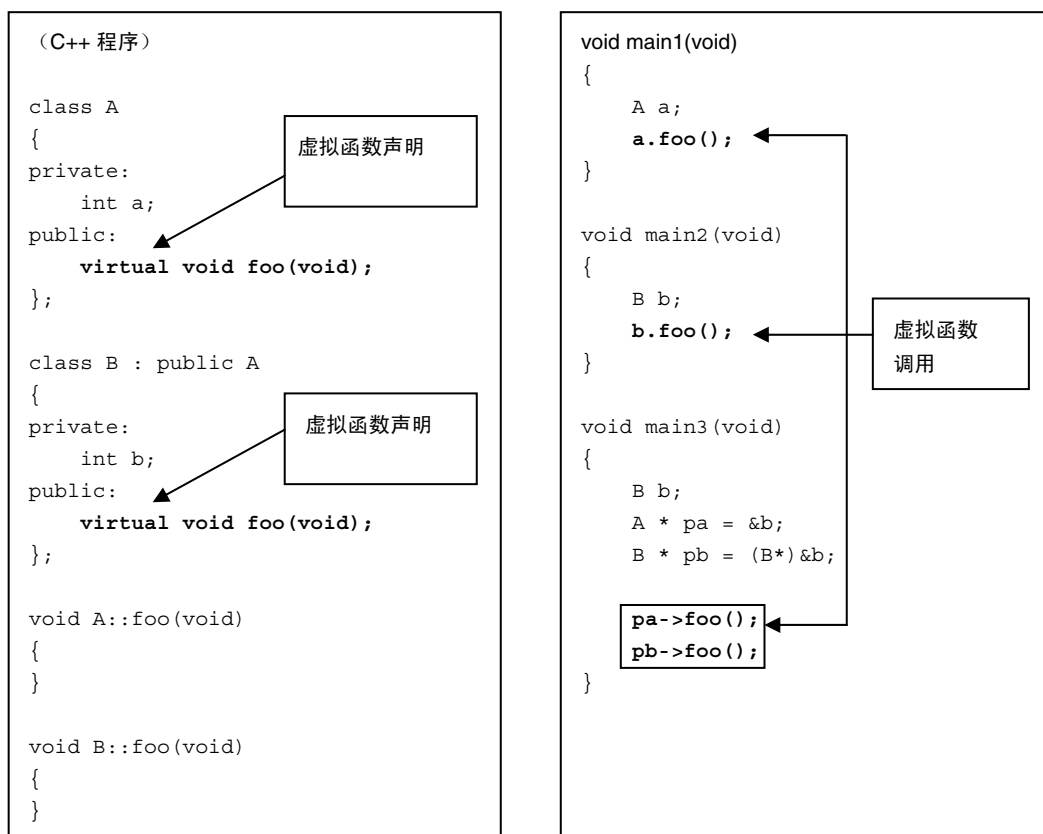 （C++ 程序）
class A
{
private:
    int a;
public:
    virtual void foo(void);
};
class B : public A
{
private:
    int b;
public:
    virtual void foo(void);
};
void A::foo(void)
{
}
void B::foo(void)
{
}
虚拟函数声明
虚拟函数声明
void main1(void)
{
    A a;
    a.foo();
}
void main2(void)
{
    B b;
    b.foo();
}
void main3(void)
{
    B b;
    A * pa = &b;
    B * pb = (B*)&b;
    pa->foo();
    pb->foo();
}
虚拟函数
调用